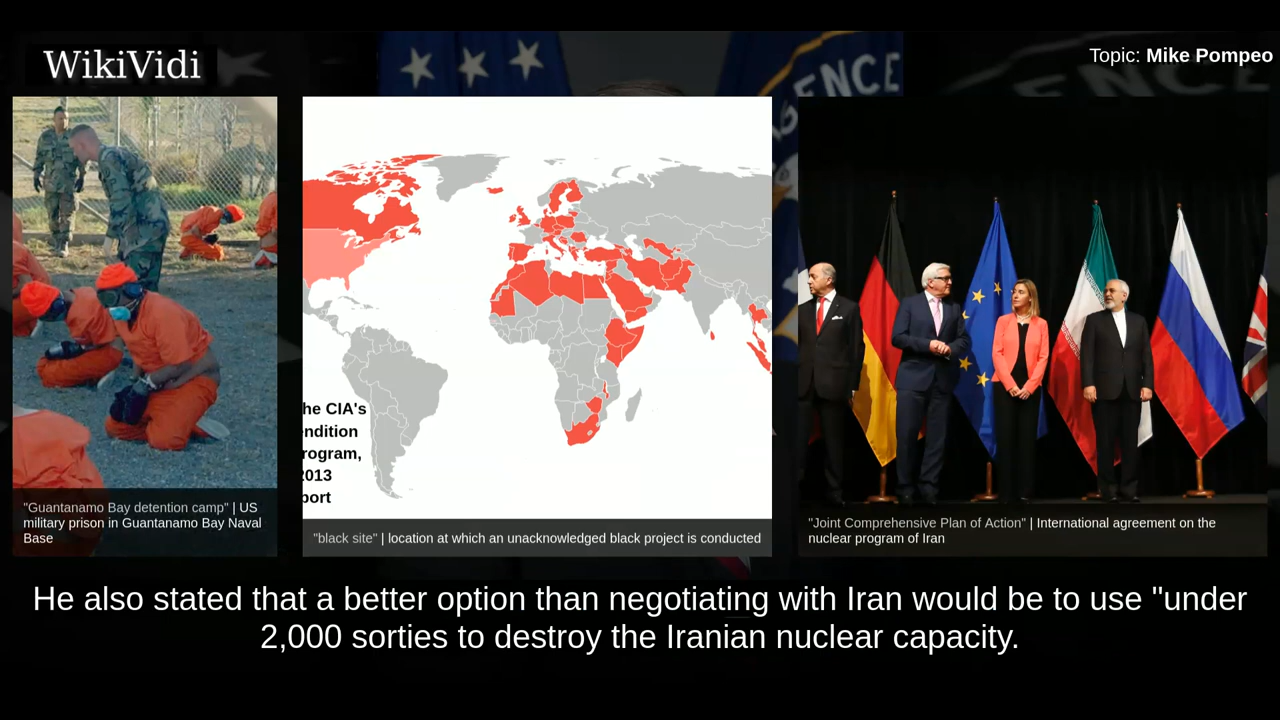 WikiVidi
Topic: Mike Pompeo
ENCE
he CIA's
endition
rogram,
2013
port
"Guantanamo Bay detention camp" | US
military prison in Guantanamo Bay Naval
Base
"black site" | location at which an unacknowledged black project is conducted
"Joint Comprehensive Plan of Action" | International agreement on the
nuclear program of Iran
He also stated that a better option than negotiating with Iran would be to use "under
2,000 sorties to destroy the Iranian nuclear capacity.